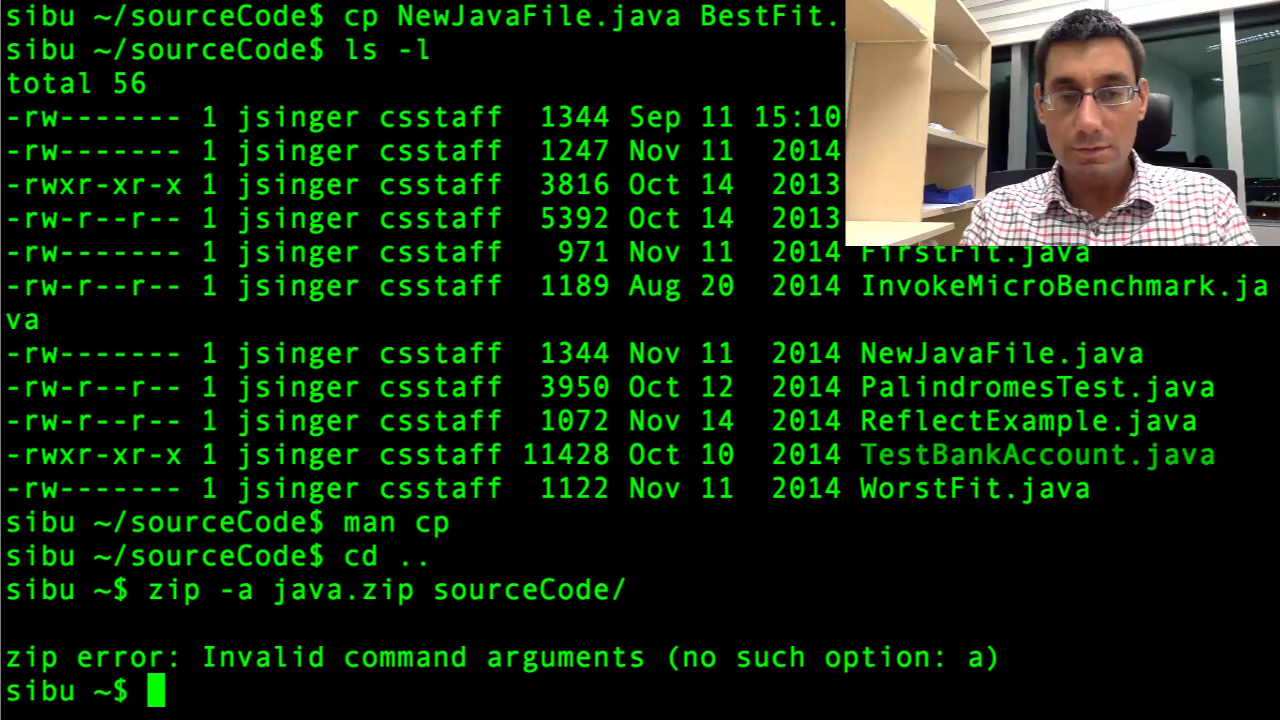 sibu ~/sourceCode$ cp NewJavaFile.java BestFit.
sibu ~/sourceCode$ ls -l
total 56
-rw------- 1 jsinger csstaff 1344 Sep 11 15:10
-rw------- 1 jsinger csstaff 1247 Nov 11 2014
-rwxr-xr-x 1 jsinger csstaff 3816 Oct 14 2013
-rw-r--r-- 1 jsinger csstaff 5392 Oct 14 2013
-rw------- 1 jsinger csstaff 971 Nov 11 2014 FirstFit.java
-rw-r--r-- 1 jsinger csstaff 1189 Aug 20 2014 InvokeMicroBenchmark.ja
va
-rw------- 1 jsinger csstaff 1344 Nov 11 2014 NewJavaFile.java
-rw-r--r-- 1 jsinger csstaff 3950 Oct 12 2014 PalindromesTest.java
-rw-r--r-- 1 jsinger csstaff 1072 Nov 14 2014 ReflectExample.java
-rwxr-xr-x 1 jsinger csstaff 11428 Oct 10 2014 TestBankAccount.java
-rw------- 1 jsinger csstaff 1122 Nov 11 2014 WorstFit.java
sibu ~/sourceCode$ man cp
sibu ~/sourceCode$ cd ..
sibu ~$ zip -a java.zip sourceCode/
zip error: Invalid command arguments (no such option: a)
sibu ~$